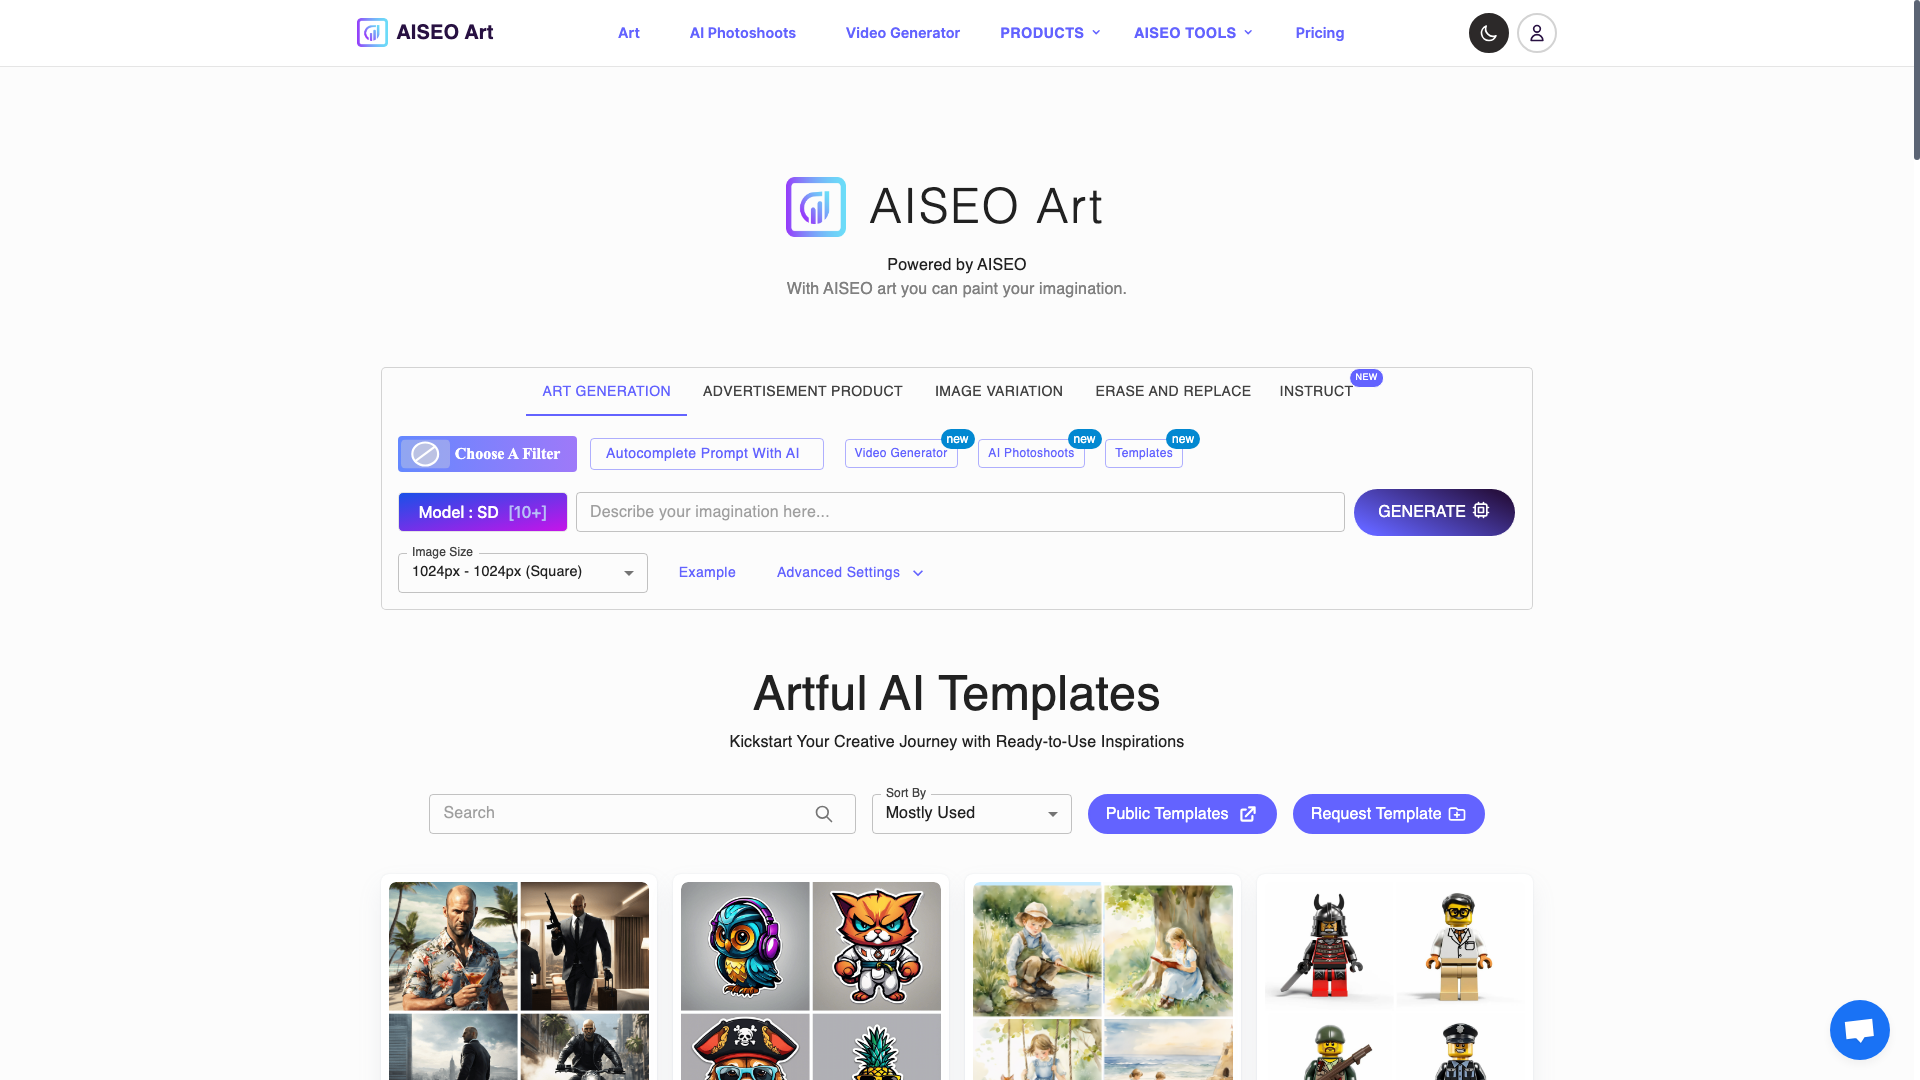 AISEO Art
Art
AI Photoshoots
Video Generator
PRODUCTS
AISEO TOOLS
Pricing
AISEO Art
Powered by AISEO
With AISEO art you can paint your imagination.
ART GENERATION
ADVERTISEMENT PRODUCT
IMAGE VARIATION
ERASE AND REPLACE
INSTRUCT
NEW
Choose A Filter
Autocomplete Prompt With AI
Video Generator
new
AI Photoshoots
new
Templates
new
Model : SD [10+]
Describe your imagination here...
GENERATE
Image Size
1024px - 1024px (Square)
Example
Advanced Settings
Artful AI Templates
Kickstart Your Creative Journey with Ready-to-Use Inspirations
Search
Sort By
Mostly Used
Public Templates
Request Template